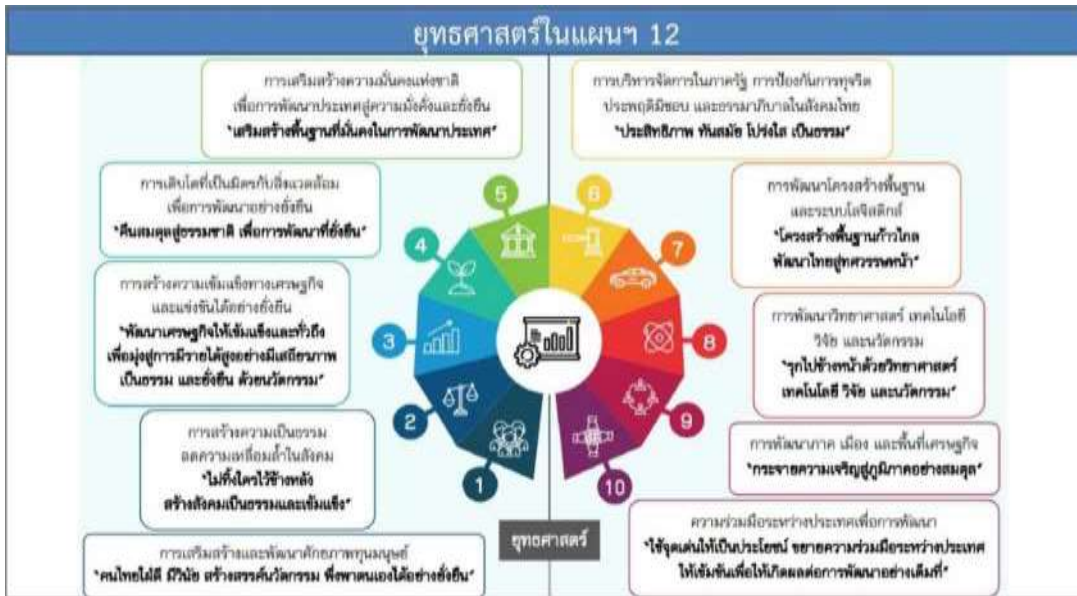 ยุทธศาสตร์ในแผนฯ 12
การเสริมสร้างความมั่นคงแห่งชาติ
เพื่อการพัฒนาประเทศสู่ความมั่งคั่งและยั่งยืน
"เสริมสร้างพื้นฐานที่มั่นคงในการพัฒนาประเทศ"
การเติบโตที่เป็นมิตรกับสิ่งแวดล้อม
เพื่อการพัฒนาอย่างยั่งยืน
"คืนสมดุลสู่ธรรมชาติ เพื่อการพัฒนาที่ยั่งยืน"
การสร้างความเข้มแข็งทางเศรษฐกิจ
และแข่งขันได้อย่างยั่งยืน
"พัฒนาเศรษฐกิจให้เข้มแข็งและทั่วถึง
เพื่อมุ่งสู่การมีรายได้สูงอย่างมีเสถียรภาพ
เป็นธรรม และยั่งยืน ด้วยนวัตกรรม"
การสร้างความเป็นธรรม
ลดความเหลื่อมล้ำในสังคม
"ไม่ทิ้งใครไว้ข้างหลัง
สร้างสังคมเป็นธรรมและเข้มแข็ง"
การเสริมสร้างและพัฒนาศักยภาพทุนมนุษย์
"คนไทยใฝ่ดี มีวินัย สร้างสรรค์นวัตกรรม พึ่งพาตนเองได้อย่างยั่งยืน"
5
4
3
2
1
6
7
8
9
10
ยุทธศาสตร์
การบริหารจัดการในภาครัฐ การป้องกันการทุจริต
ประพฤติมิชอบ และธรรมาภิบาลในสังคมไทย
"ประสิทธิภาพ ทันสมัย โปร่งใส เป็นธรรม"
การพัฒนาโครงสร้างพื้นฐาน
และระบบโลจิสติกส์
"โครงสร้างพื้นฐานก้าวไกล
พัฒนาไทยสู่ทศวรรษหน้า"
การพัฒนาวิทยาศาสตร์ เทคโนโลยี
วิจัย และนวัตกรรม
"รุกไปข้างหน้าด้วยวิทยาศาสตร์
เทคโนโลยี วิจัย และนวัตกรรม"
การพัฒนาภาค เมือง และพื้นที่เศรษฐกิจ
"กระจายความเจริญสู่ภูมิภาคอย่างสมดุล"
ความร่วมมือระหว่างประเทศเพื่อการพัฒนา
"ใช้จุดเด่นให้เป็นประโยชน์ ขยายความร่วมมือระหว่างประเทศ
ให้เข้มข้นเพื่อให้เกิดผลต่อการพัฒนาอย่างเต็มที่"